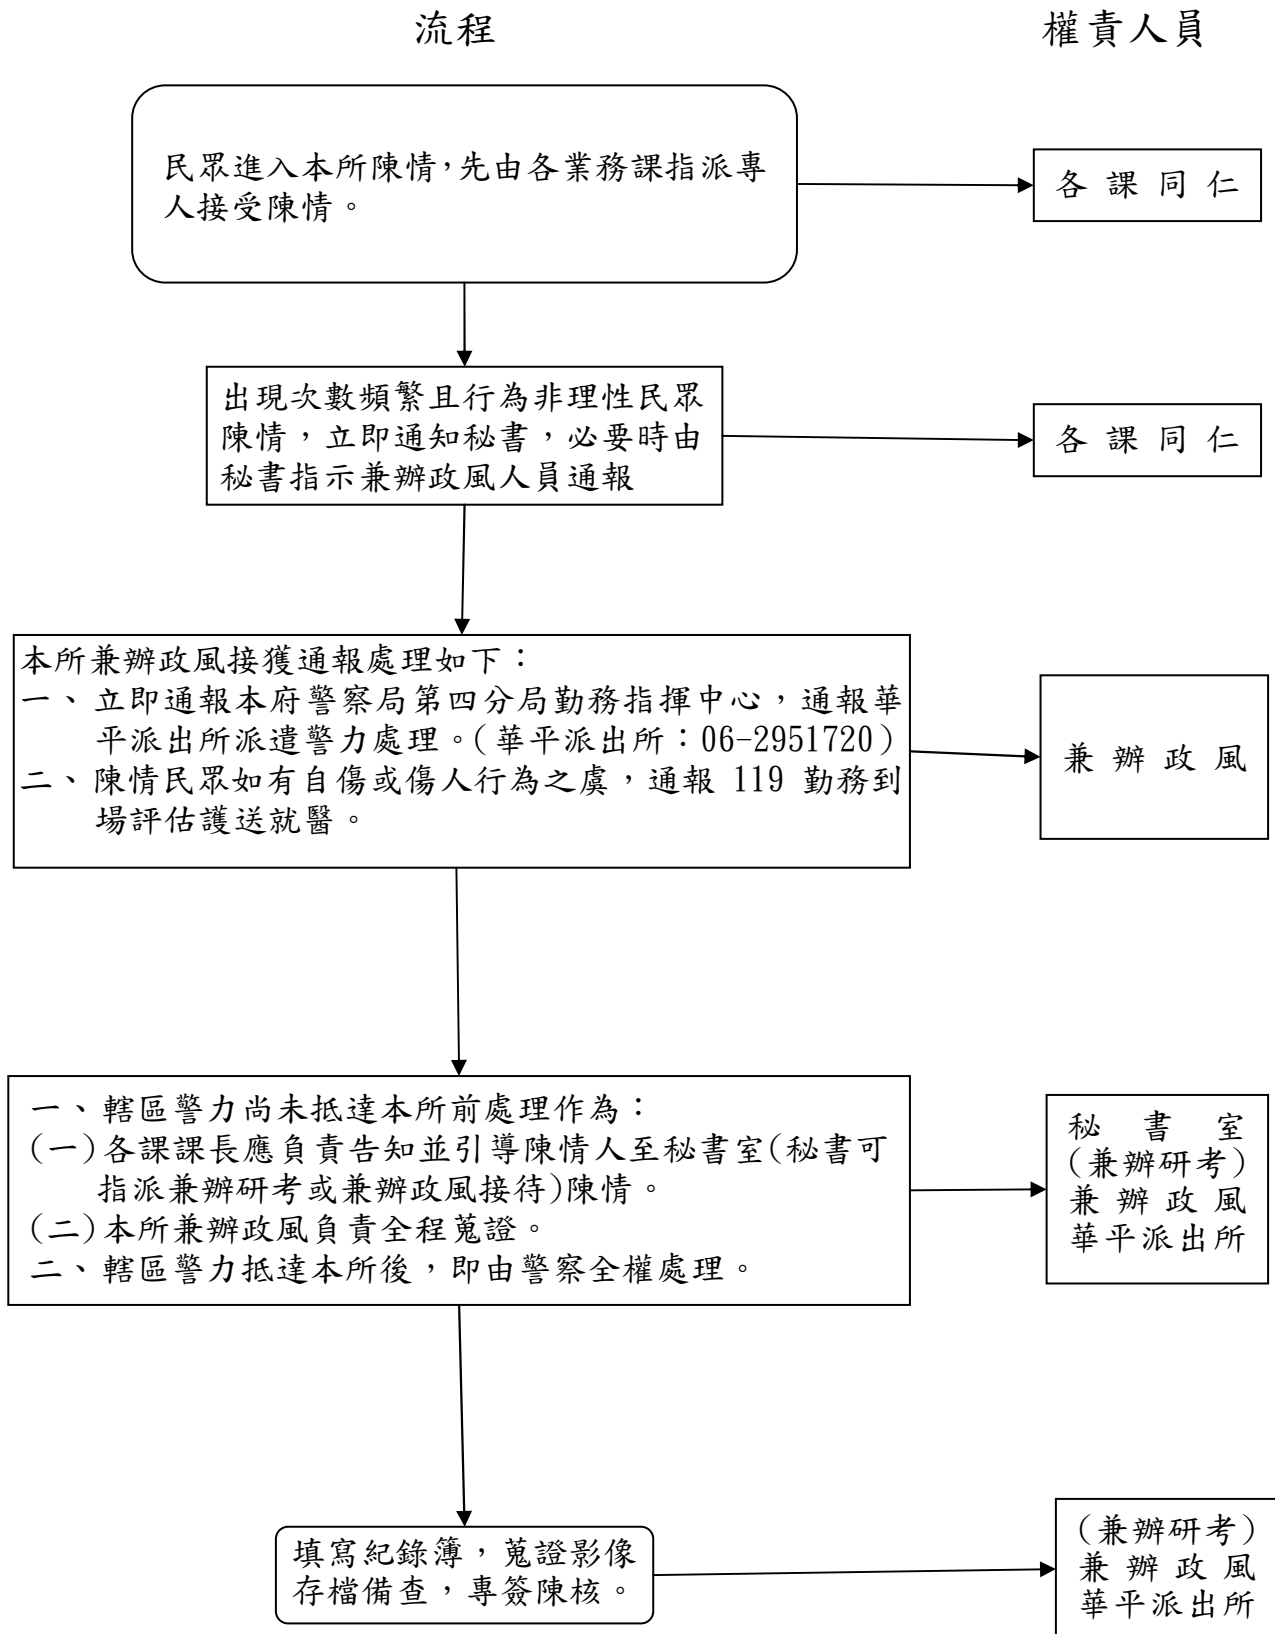 流程
權責人員
民眾進入本所陳情，先由各業務課指派專
人接受陳情。
各課同仁
出現次數頻繁且行為非理性民眾
陳情，立即通知秘書，必要時由
秘書指示兼辦政風人員通報
各課同仁
本所兼辦政風接獲通報處理如下：
一、立即通報本府警察局第四分局勤務指揮中心，通報華
平派出所派遣警力處理。(華平派出所：06-2951720)
二、陳情民眾如有自傷或傷人行為之虞，通報 119 勤務到
場評估護送就醫。
兼辦政風
一、轄區警力尚未抵達本所前處理作為：
(一)各課課長應負責告知並引導陳情人至秘書室(秘書可
指派兼辦研考或兼辦政風接待)陳情。
(二)本所兼辦政風負責全程蒐證。
二、轄區警力抵達本所後，即由警察全權處理。
秘書室
(兼辦研考)
兼辦政風
華平派出所
填寫紀錄簿，蒐證影像
存檔備查，專簽陳核。
(兼辦研考)
兼辦政風
華平派出所